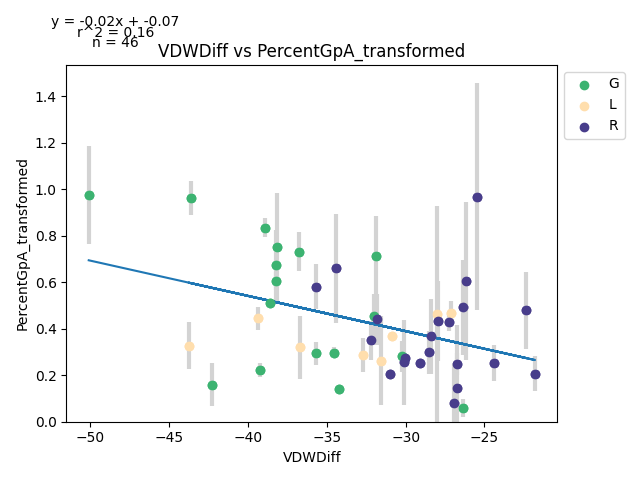 y = -0.02x + -0.07
r^2 = 0.16
n = 46
VDWDiff vs PercentGpA_transformed
G
L
R
PercentGpA_transformed
1.4
1.2
1.0
0.8
0.6
0.4
0.2
0.0
−50
−45
−40
−35
−30
−25
VDWDiff